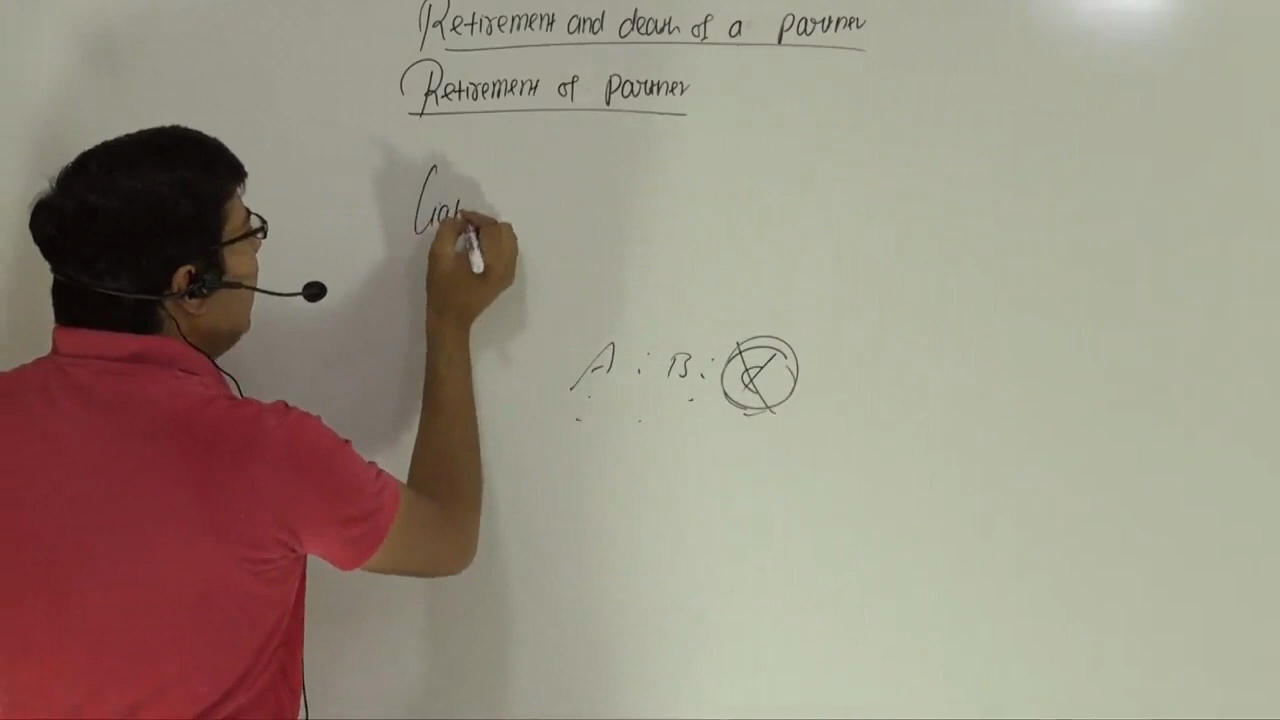 Retirement and death of a partner
Retirement of partner
A : B : C